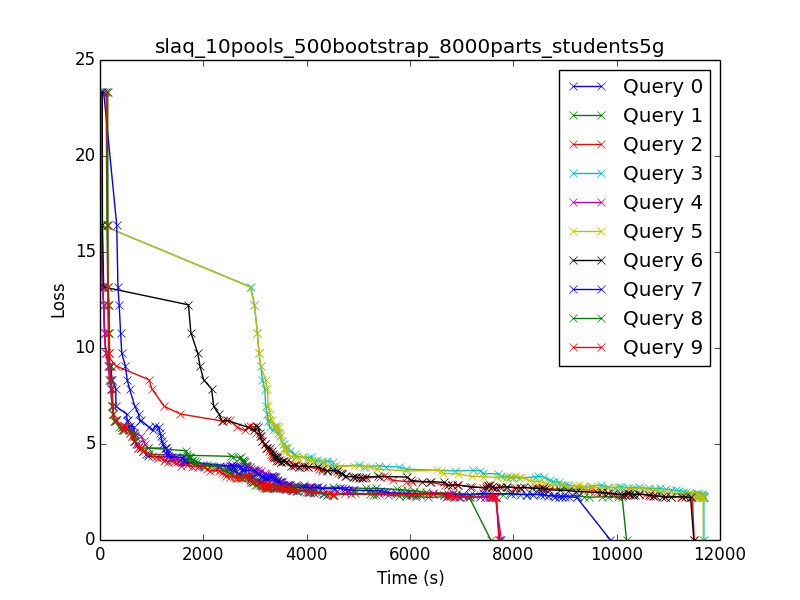 slaq_10pools_500bootstrap_8000parts_students5g
25
20
15
10
5
0
Loss
0 2000 4000 6000 8000 10000 12000
Time (s)
Query 0
Query 1
Query 2
Query 3
Query 4
Query 5
Query 6
Query 7
Query 8
Query 9